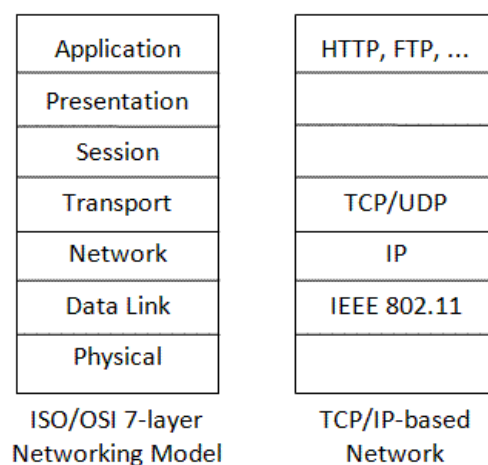 Application
Presentation
Session
Transport
Network
Data Link
Physical
ISO/OSI 7-layer
Networking Model
HTTP, FTP, ...
TCP/UDP
IP
IEEE 802.11
TCP/IP-based
Network